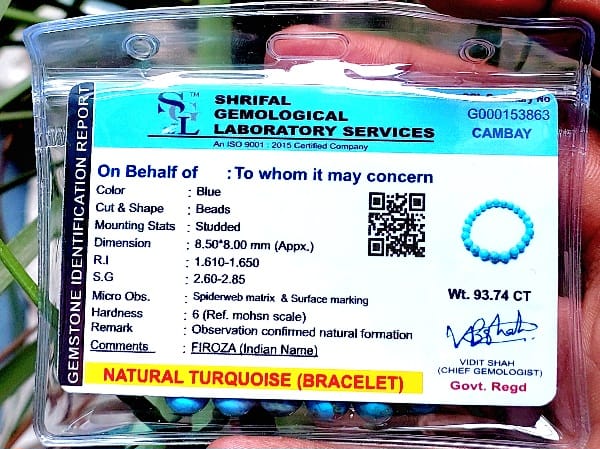 GEMSTONE IDENTIFICATION REPORT
SGL™
SHRIFAL
GEMOLOGICAL
LABORATORY SERVICES
An ISO 9001 : 2015 Certified Company
No
G000153863
CAMBAY
On Behalf of : To whom it may concern
Color : Blue
Cut & Shape : Beads
Mounting Stats : Studded
Dimension : 8.50*8.00 mm (Appx.)
R.I : 1.610-1.650
S.G : 2.60-2.85
Micro Obs. : Spiderweb matrix & Surface marking
Hardness : 6 (Ref. mohsn scale)
Remark : Observation confirmed natural formation
Comments : FIROZA (Indian Name)
NATURAL TURQUOISE (BRACELET)
Wt. 93.74 CT
VIDIT SHAH
(CHIEF GEMOLOGIST)
Govt. Regd